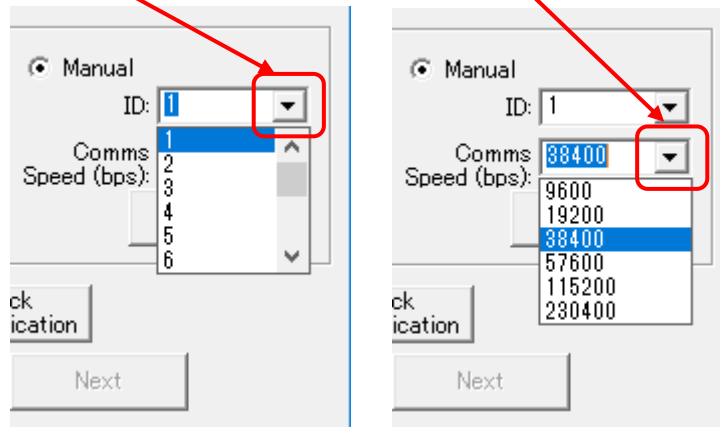 Manual
ID: 1
1
2
3
4
5
6
Comms
Speed (bps):
ck
ication
Next
Manual
ID: 1
Comms
Speed (bps): 38400
9600
19200
38400
57600
115200
230400
ck
ication
Next